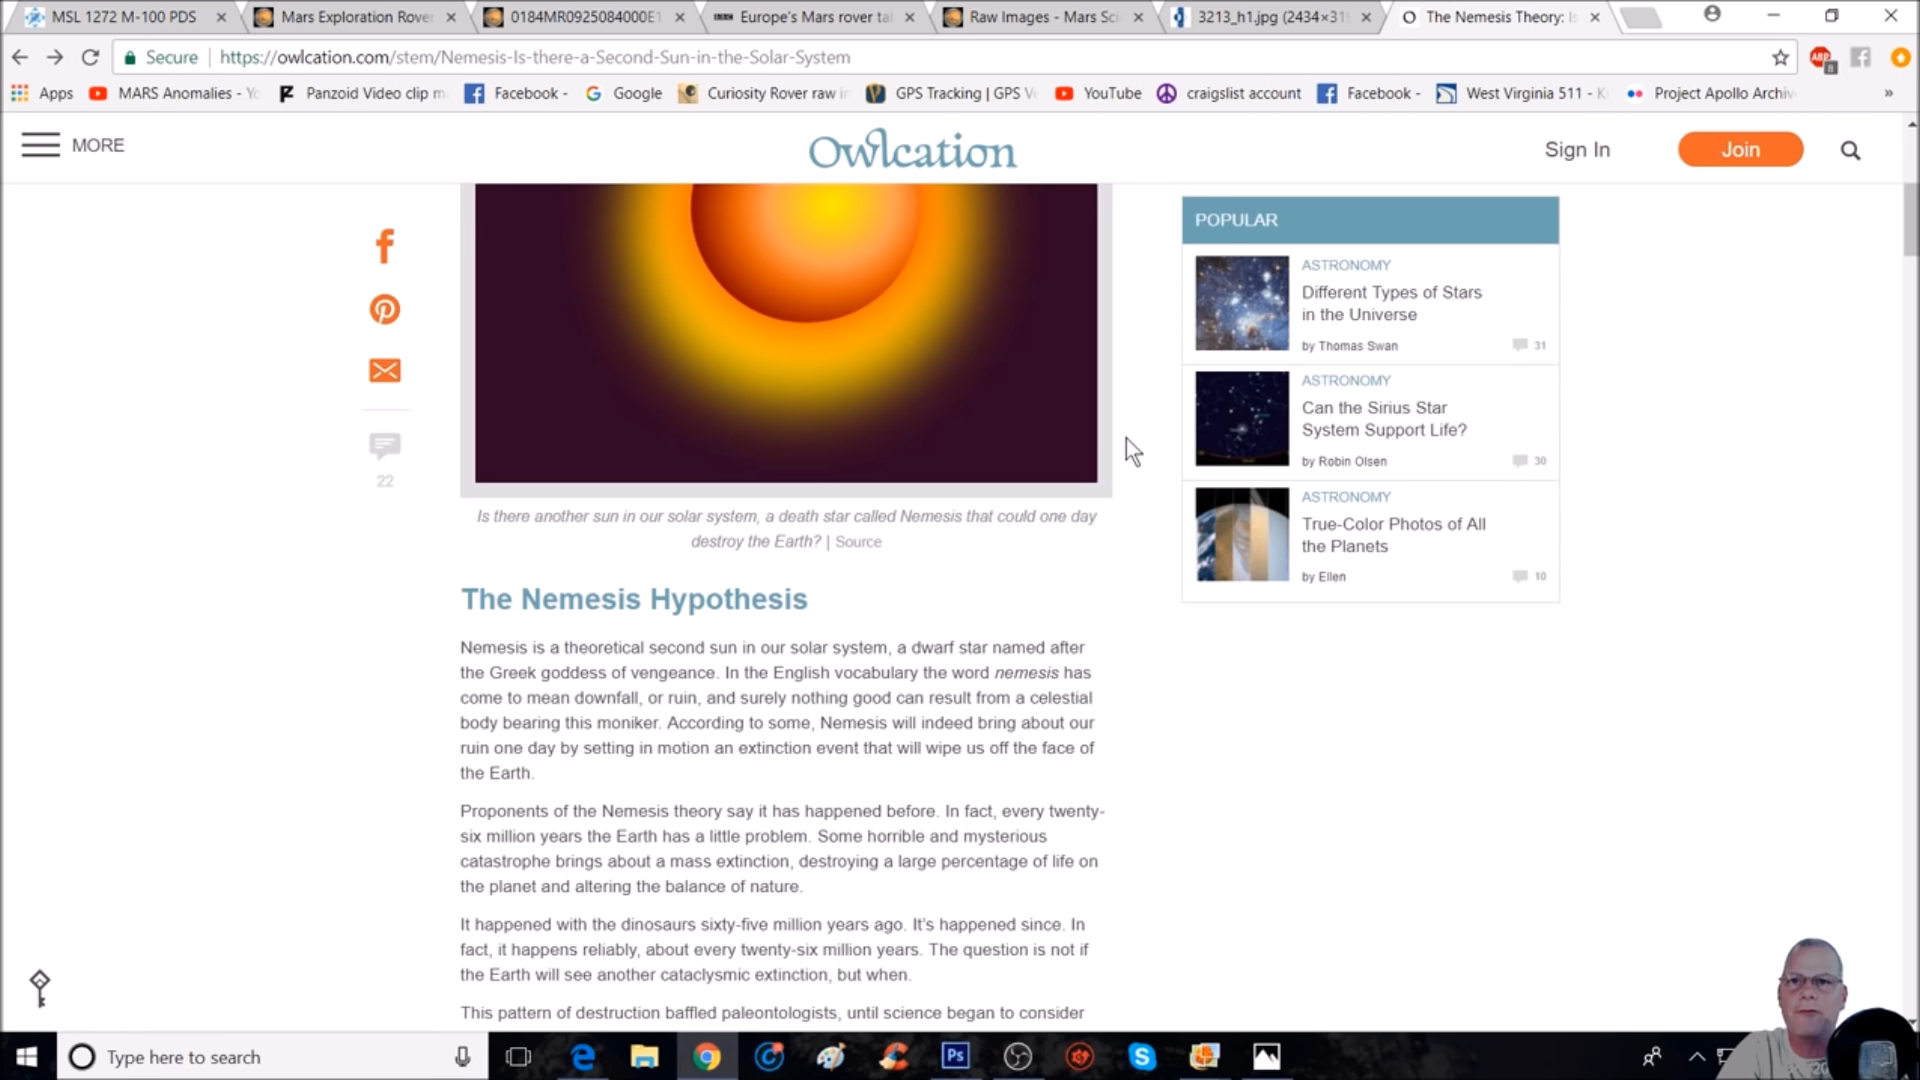 MSL 1272 M-100 PDS
Mars Exploration Rove
0184MR0925084000E1
Europe's Mars rover ta
Raw Images - Mars Sci
3213_h1.jpg (2434×31
The Nemesis Theory: Is
Secure
https://owlcation.com/stem/Nemesis-Is-there-a-Second-Sun-in-the-Solar-System
ABP
8
Apps
MARS Anomalies - Yo
Panzoid Video clip m
Facebook -
Google
Curiosity Rover raw i
GPS Tracking | GPS V
YouTube
craigslist account
Facebook -
West Virginia 511 - K
Project Apollo Archiv
MORE
Owlcation
Sign In
Join
22
Is there another sun in our solar system, a death star called Nemesis that could one day
destroy the Earth? | Source
The Nemesis Hypothesis
Nemesis is a theoretical second sun in our solar system, a dwarf star named after
the Greek goddess of vengeance. In the English vocabulary the word nemesis has
come to mean downfall, or ruin, and surely nothing good can result from a celestial
body bearing this moniker. According to some, Nemesis will indeed bring about our
ruin one day by setting in motion an extinction event that will wipe us off the face of
the Earth.
Proponents of the Nemesis theory say it has happened before. In fact, every twenty-
six million years the Earth has a little problem. Some horrible and mysterious
catastrophe brings about a mass extinction, destroying a large percentage of life on
the planet and altering the balance of nature.
It happened with the dinosaurs sixty-five million years ago. It's happened since. In
fact, it happens reliably, about every twenty-six million years. The question is not if
the Earth will see another cataclysmic extinction, but when.
This pattern of destruction baffled paleontologists, until science began to consider
POPULAR
ASTRONOMY
Different Types of Stars
in the Universe
by Thomas Swan
31
ASTRONOMY
Can the Sirius Star
System Support Life?
by Robin Olsen
30
ASTRONOMY
True-Color Photos of All
the Planets
by Ellen
10
Type here to search
Ps